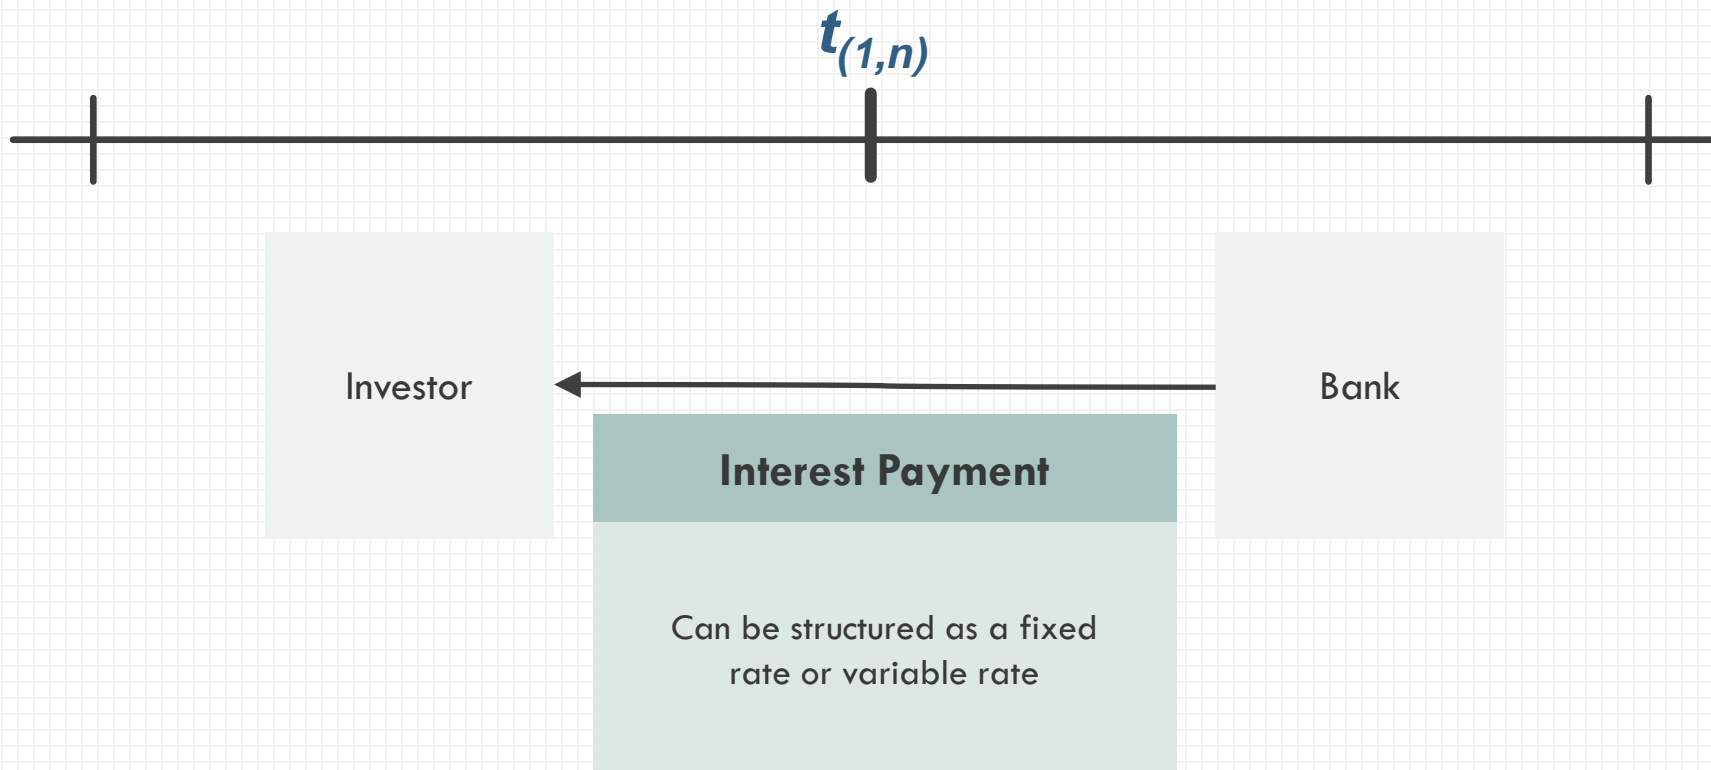 t(1,n)
Investor
Bank
Interest Payment
Can be structured as a fixed
rate or variable rate